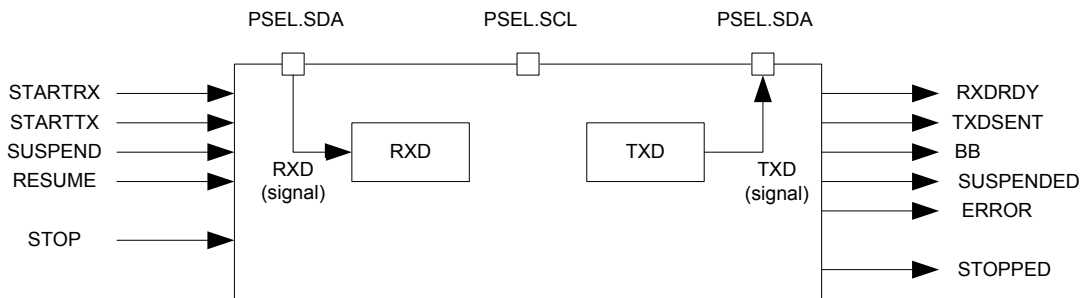 PSEL.SDA
PSEL.SCL
PSEL.SDA
STARTRX
STARTTX
SUSPEND
RESUME
STOP
RXD
(signal)
RXD
TXD
TXD
(signal)
RXDRDY
TXDSENT
BB
SUSPENDED
ERROR
STOPPED